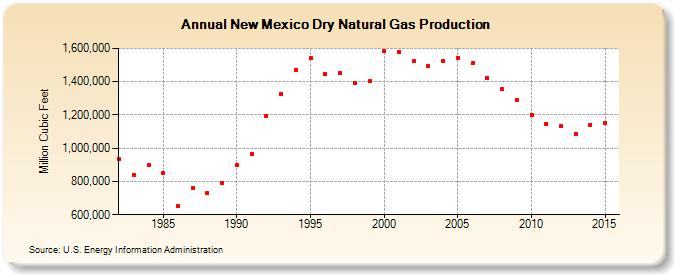 Annual New Mexico Dry Natural Gas Production
Million Cubic Feet
1,600,000
1,400,000
1,200,000
1,000,000
800,000
600,000
1985 1990 1995 2000 2005 2010 2015
Source: U.S. Energy Information Administration